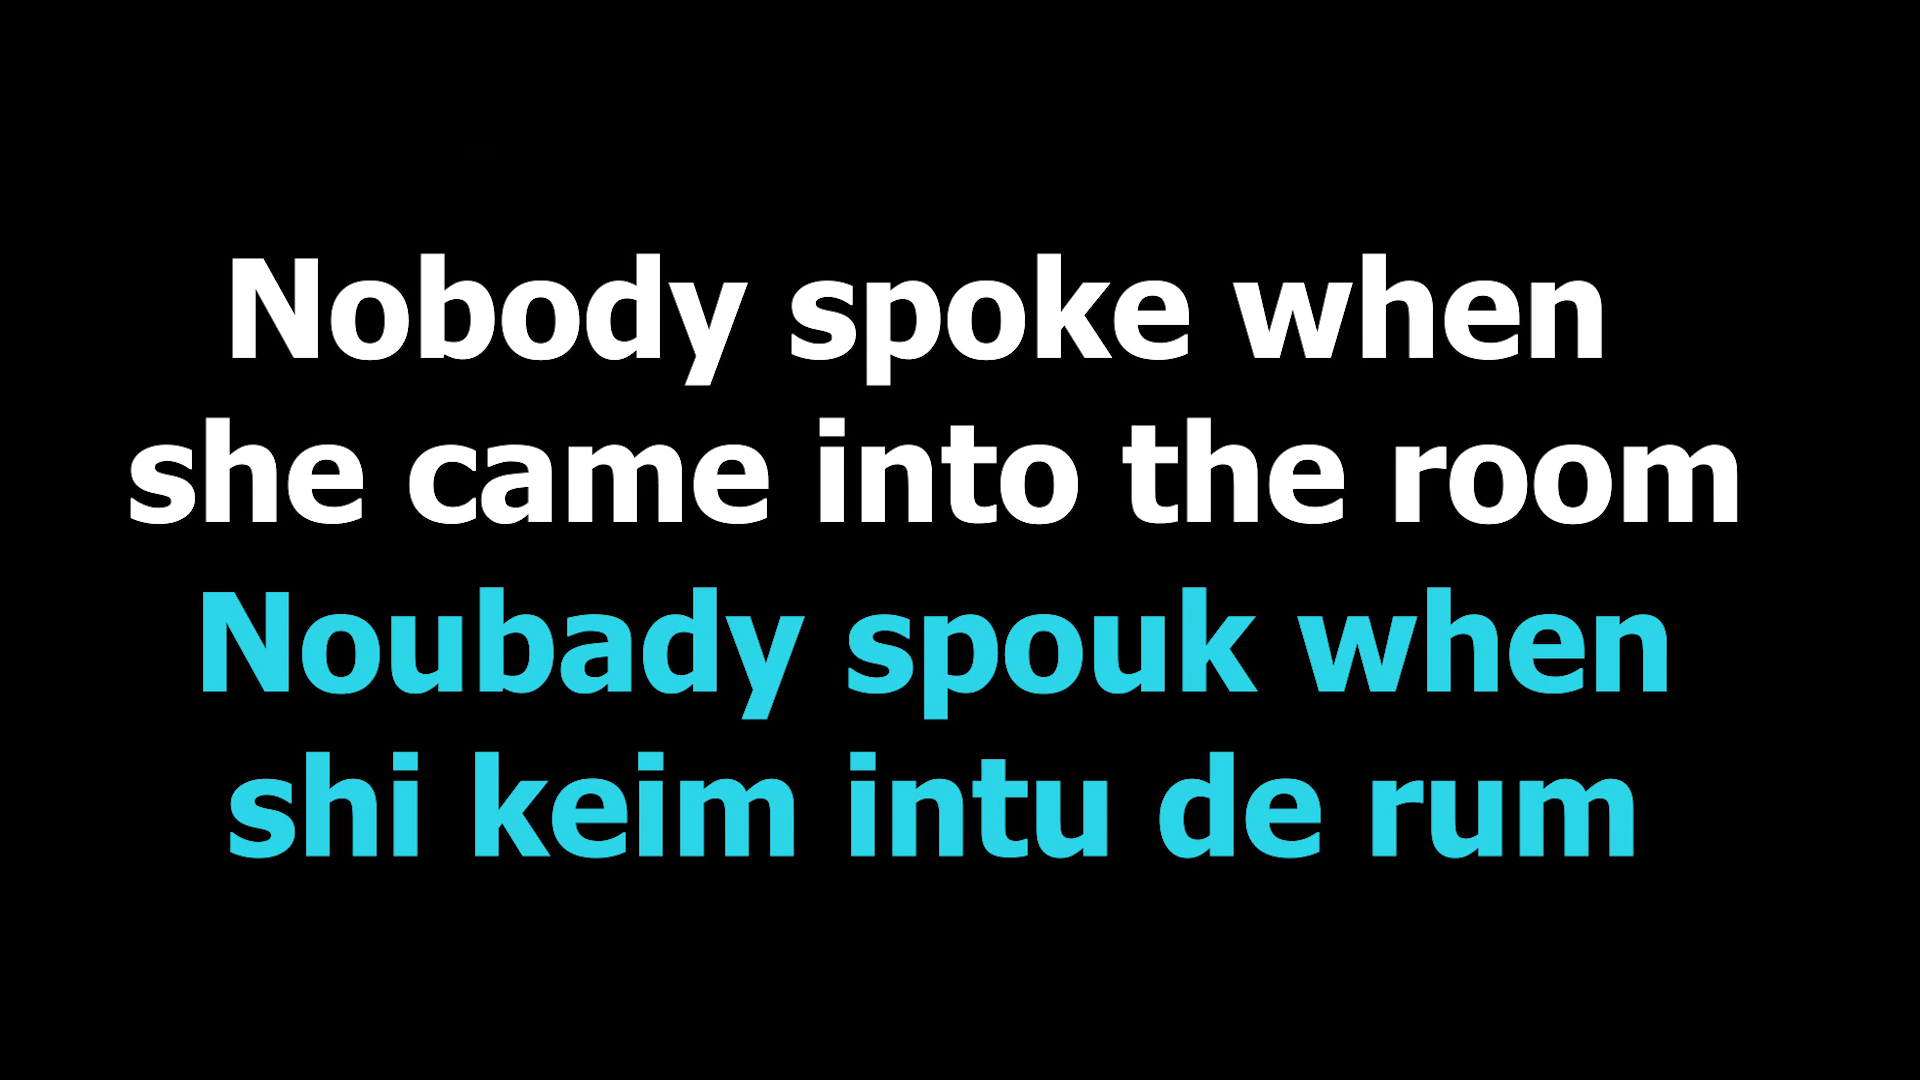 Nobody spoke when
she came into the room
Noubady spouk when
shi keim intu de rum